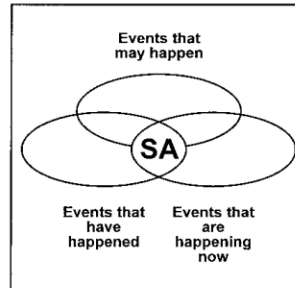 Events that
may happen
SA
Events that
have
happened
Events that
are
happening
now